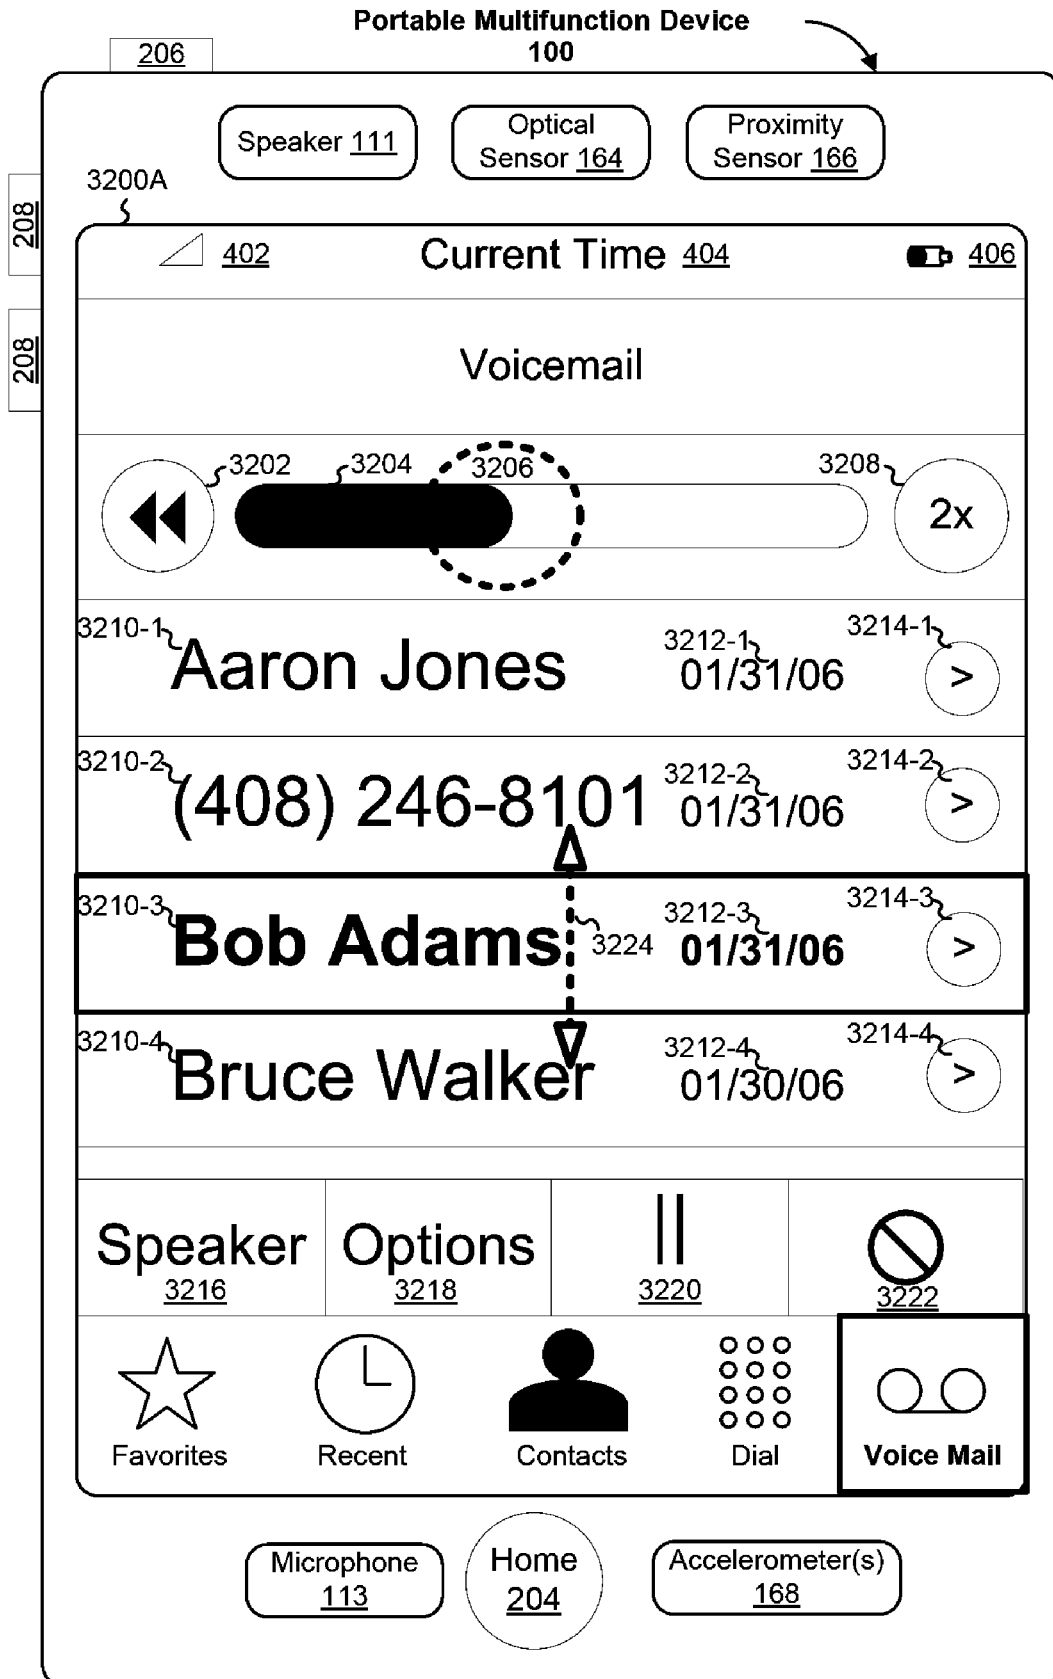 Portable Multifunction Device
100
206
Speaker 111
Optical
Sensor 164
Proximity
Sensor 166
3200A
208
402
Current Time 404
406
208
Voicemail
3202
3204
3206
3208
2x
3210-1
Aaron Jones
3212-1
01/31/06
3214-1
>
3210-2
(408) 246-8101
3212-2
01/31/06
3214-2
>
3210-3
Bob Adams
3224
3212-3
01/31/06
3214-3
>
3210-4
Bruce Walker
3212-4
01/30/06
3214-4
>
Speaker
3216
Options
3218
3220
3222
Favorites
Recent
Contacts
Dial
Voice Mail
Microphone
113
Home
204
Accelerometer(s)
168